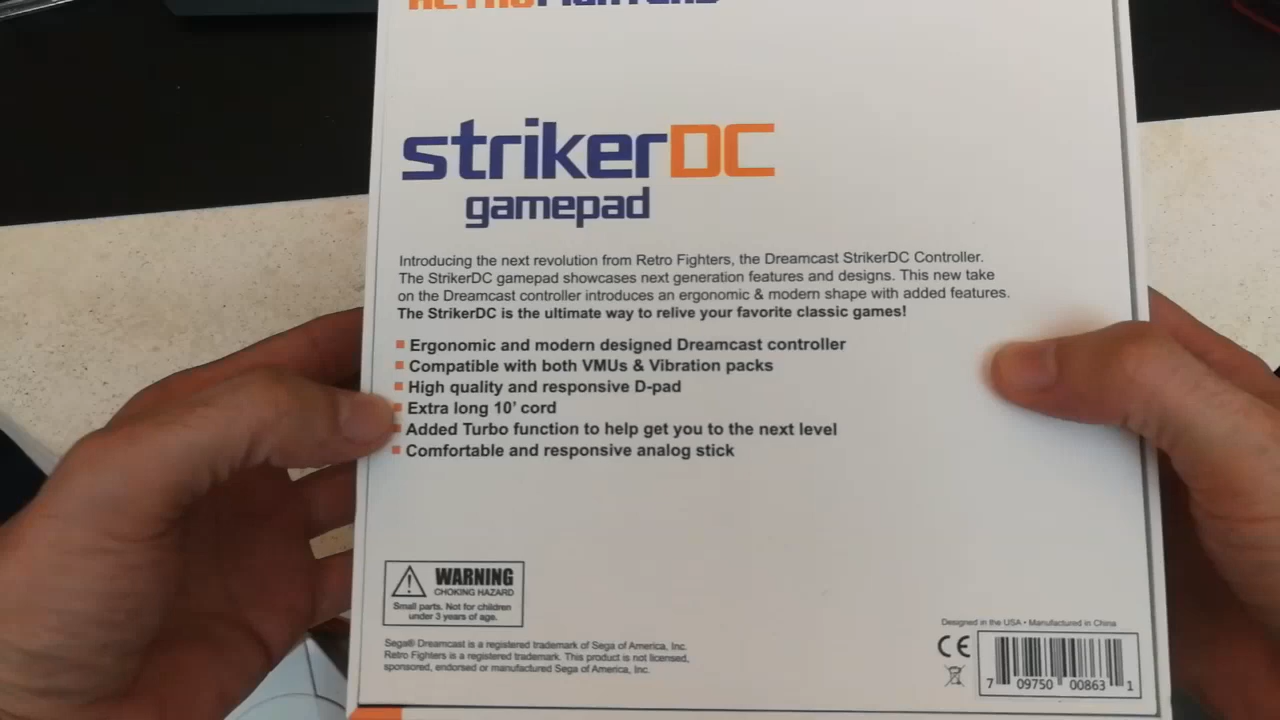 RETROFIGHTERS
strikerDC
gamepad
Introducing the next revolution from Retro Fighters, the Dreamcast StrikerDC Controller.
The StrikerDC gamepad showcases next generation features and designs. This new take
on the Dreamcast controller introduces an ergonomic & modern shape with added features.
The StrikerDC is the ultimate way to relive your favorite classic games!
Ergonomic and modern designed Dreamcast controller
Compatible with both VMUs & Vibration packs
High quality and responsive D-pad
Extra long 10' cord
Added Turbo function to help get you to the next level
Comfortable and responsive analog stick
WARNING
CHOKING HAZARD
Small parts. Not for children
under 3 years of age.
Sega® Dreamcast is a registered trademark of Sega of America, Inc.
Retro Fighters is a registered trademark. This product is not licensed,
sponsored, endorsed or manufactured Sega of America, Inc.
Designed in the USA • Manufactured in China
CE
7 09750 00863 1